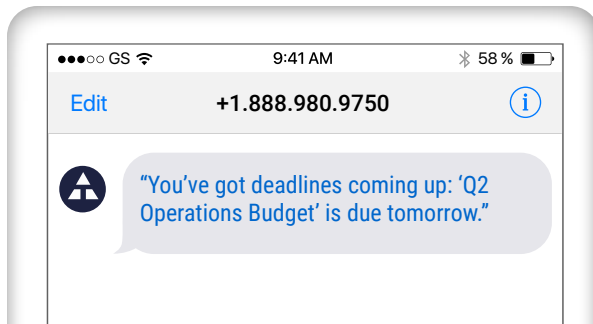 GS 9:41 AM 58 %
Edit +1.888.980.9750 i
“You’ve got deadlines coming up: ‘Q2
Operations Budget’ is due tomorrow.”